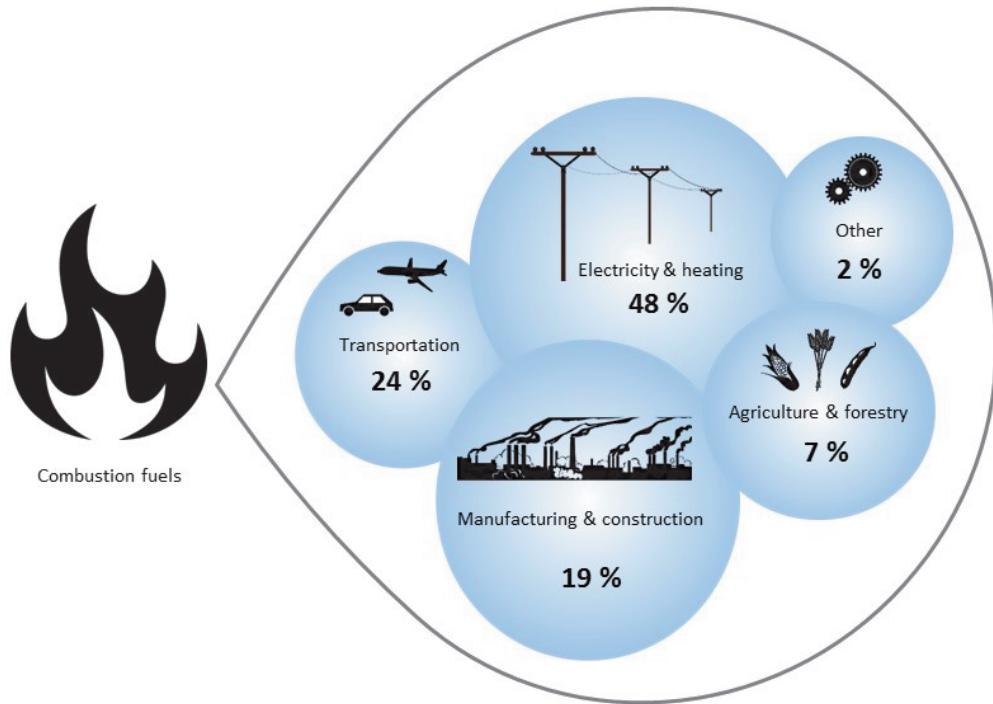 Combustion fuels
Transportation
24 %
Electricity & heating
48 %
Other
2 %
Agriculture & forestry
7 %
Manufacturing & construction
19 %